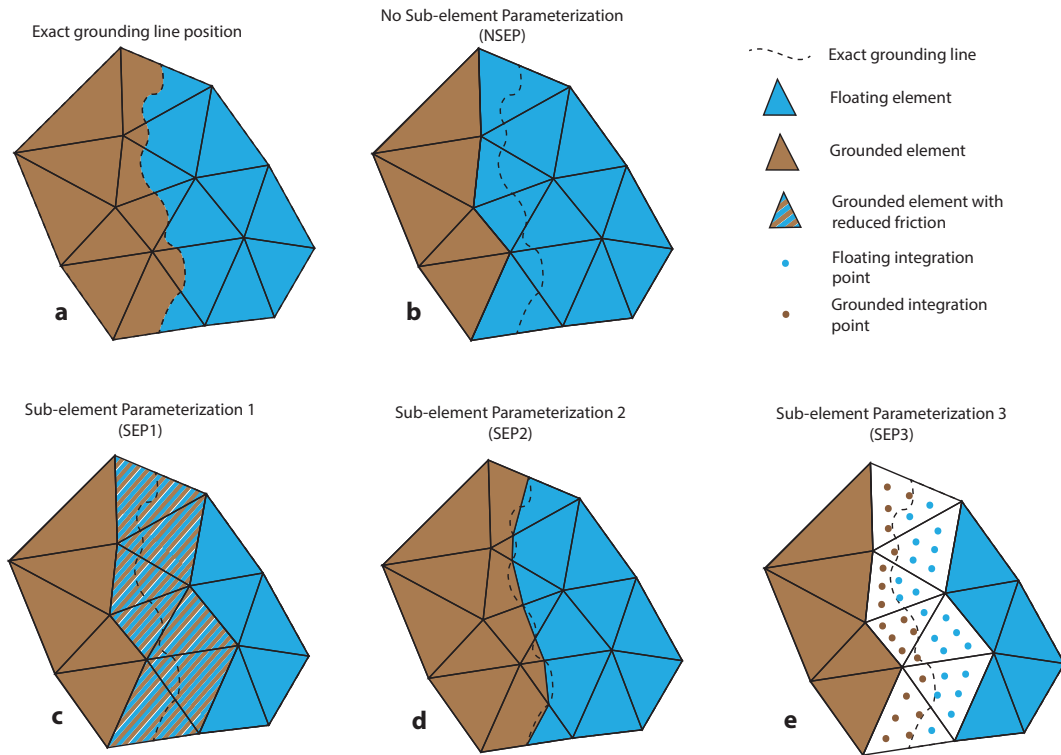 Exact grounding line position
No Sub-element Parameterization
(NSEP)
Exact grounding line
Floating element
Grounded element
Grounded element with
reduced friction
Floating integration
point
Grounded integration
point
a
b
Sub-element Parameterization 1
(SEP1)
Sub-element Parameterization 2
(SEP2)
Sub-element Parameterization 3
(SEP3)
c
d
e